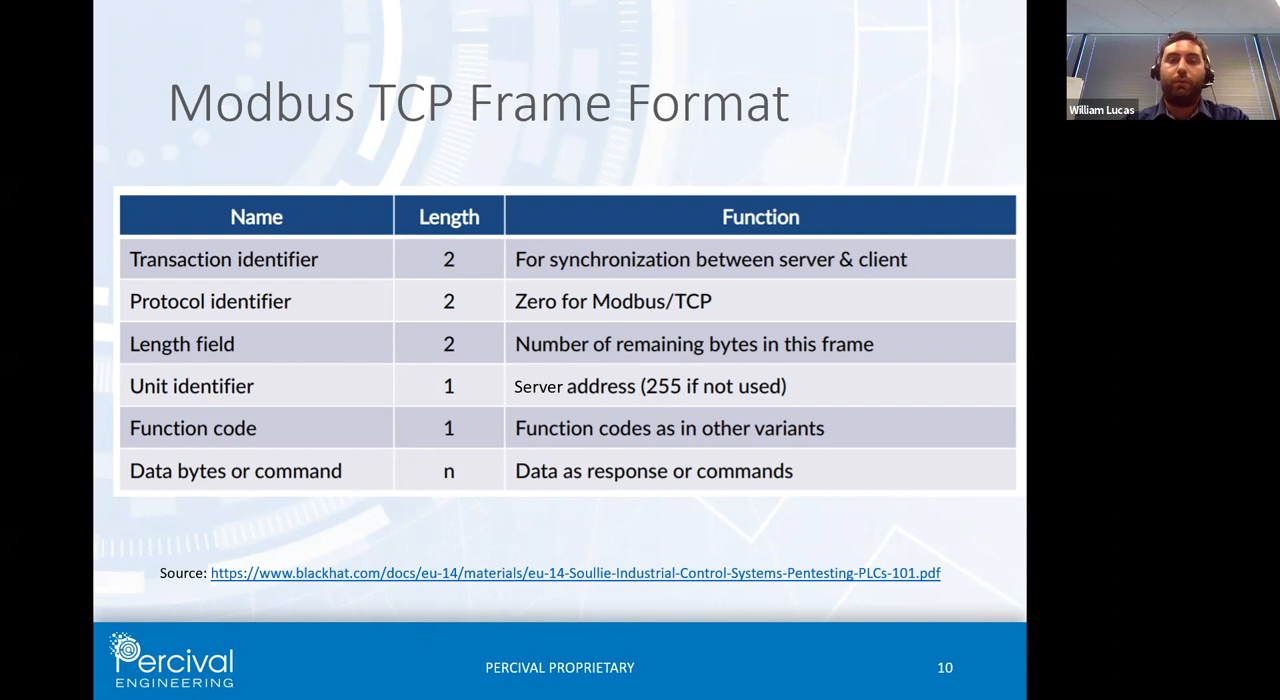 Modbus TCP Frame Format
William Lucas
Name Length Function
Transaction identifier 2 For synchronization between server & client
Protocol identifier 2 Zero for Modbus/TCP
Length field 2 Number of remaining bytes in this frame
Unit identifier 1 Server address (255 if not used)
Function code 1 Function codes as in other variants
Data bytes or command n Data as response or commands
Source: https://www.blackhat.com/docs/eu-14/materials/eu-14-Soullie-Industrial-Control-Systems-Pentesting-PLCs-101.pdf
Percival
ENGINEERING
PERCIVAL PROPRIETARY
10